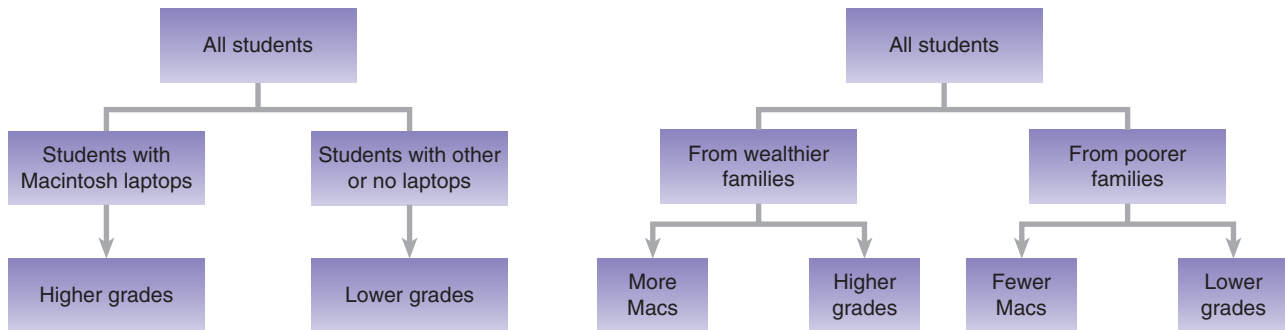 All students
Students with
Macintosh laptops
Students with other
or no laptops
Higher grades
Lower grades
All students
From wealthier
families
From poorer
families
More
Macs
Higher
grades
Fewer
Macs
Lower
grades